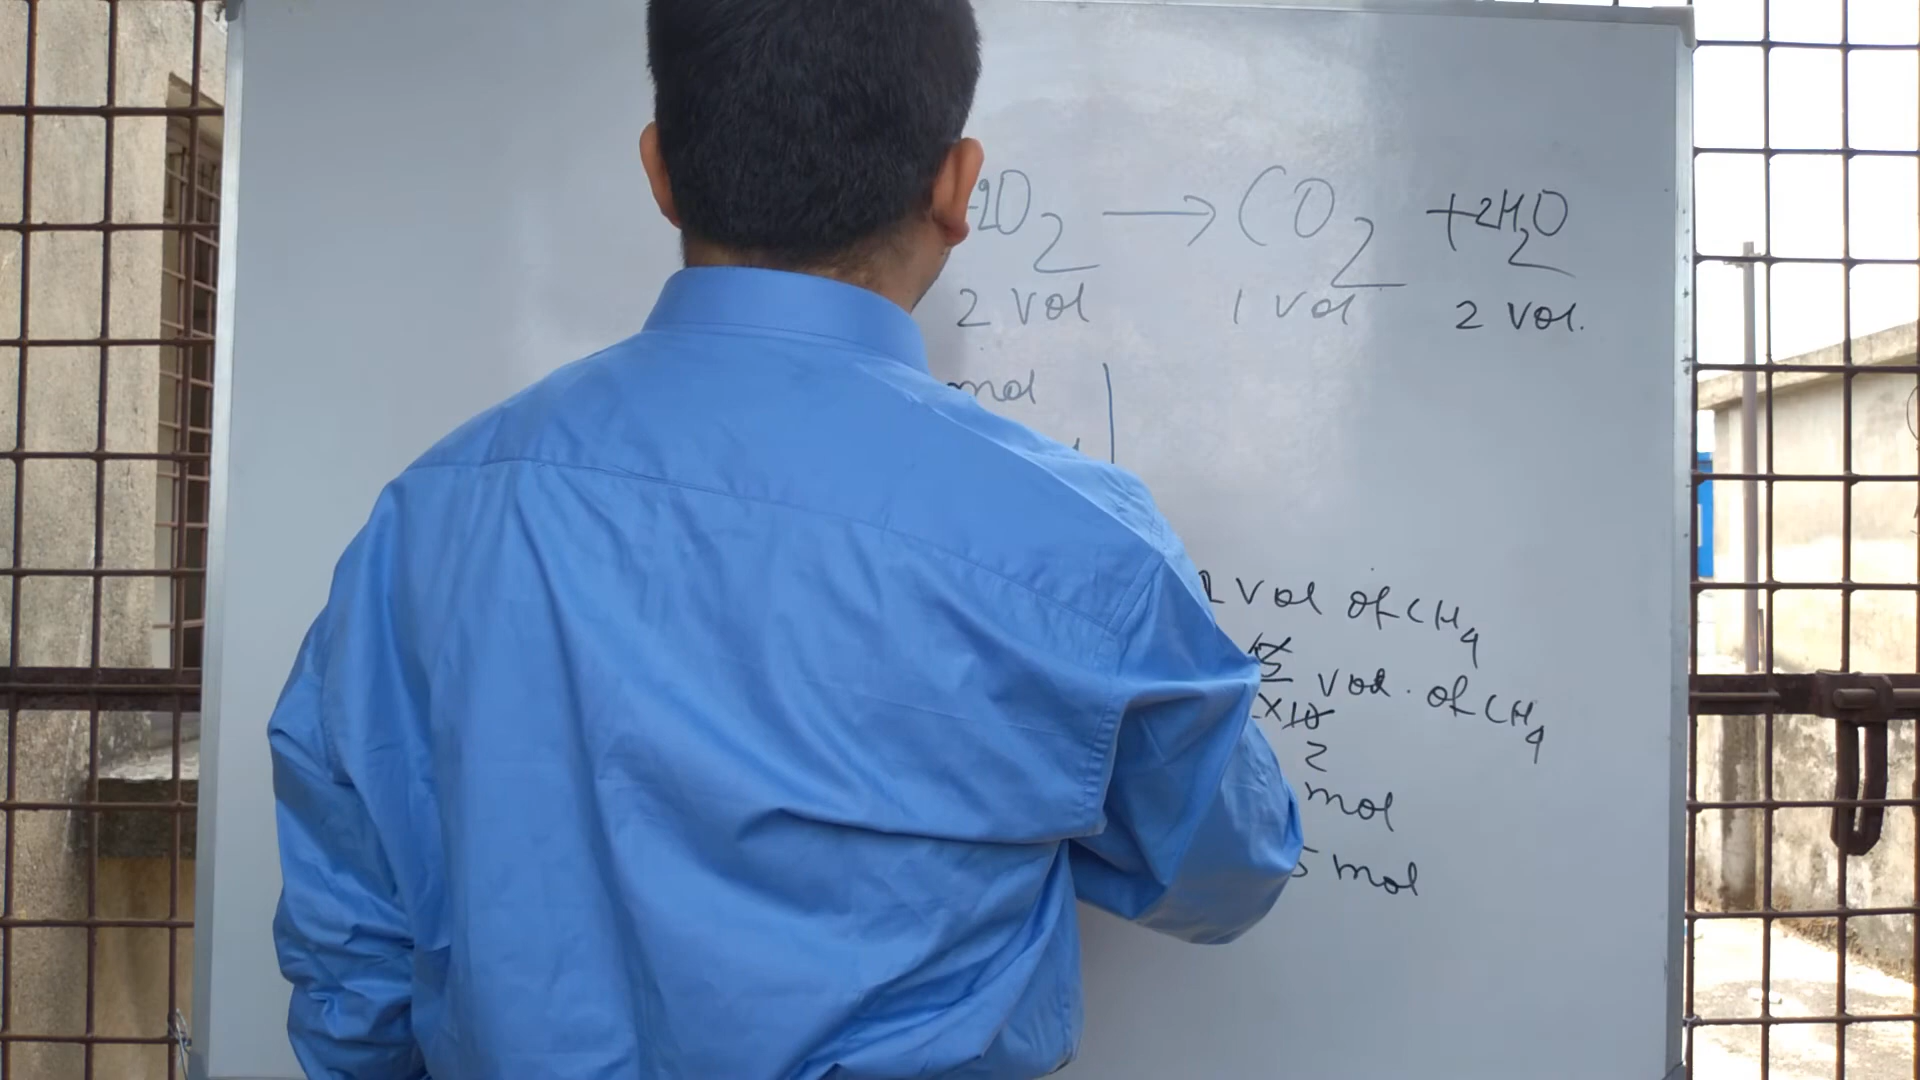 2O2 → CO2 + 2H2O
2 Vol 1 Vol 2 Vol.
mol
Vol of CH4
Vol. of CH4
x10
2
mol
5 mol